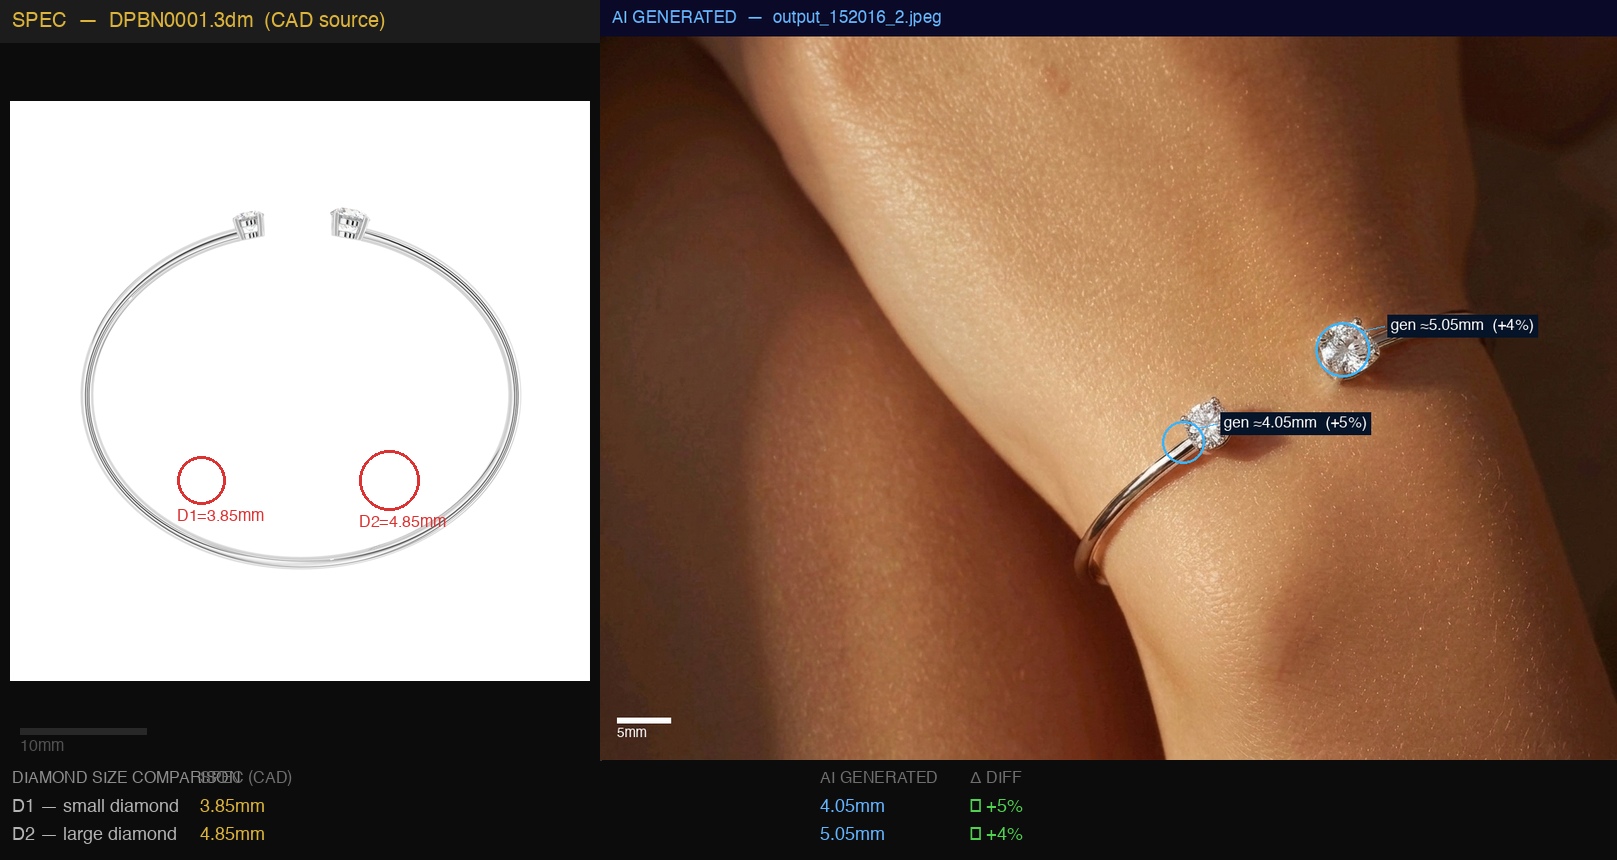 SPEC — DPBN0001.3dm (CAD source)
AI GENERATED — output_152016_2.jpeg
gen ≈5.05mm (+4%)
gen ≈4.05mm (+5%)
D1=3.85mm
D2=4.85mm
5mm
10mm
DIAMOND SIZE COMPARISON SPEC (CAD) AI GENERATED Δ DIFF
D1 — small diamond 3.85mm 4.05mm +5%
D2 — large diamond 4.85mm 5.05mm +4%